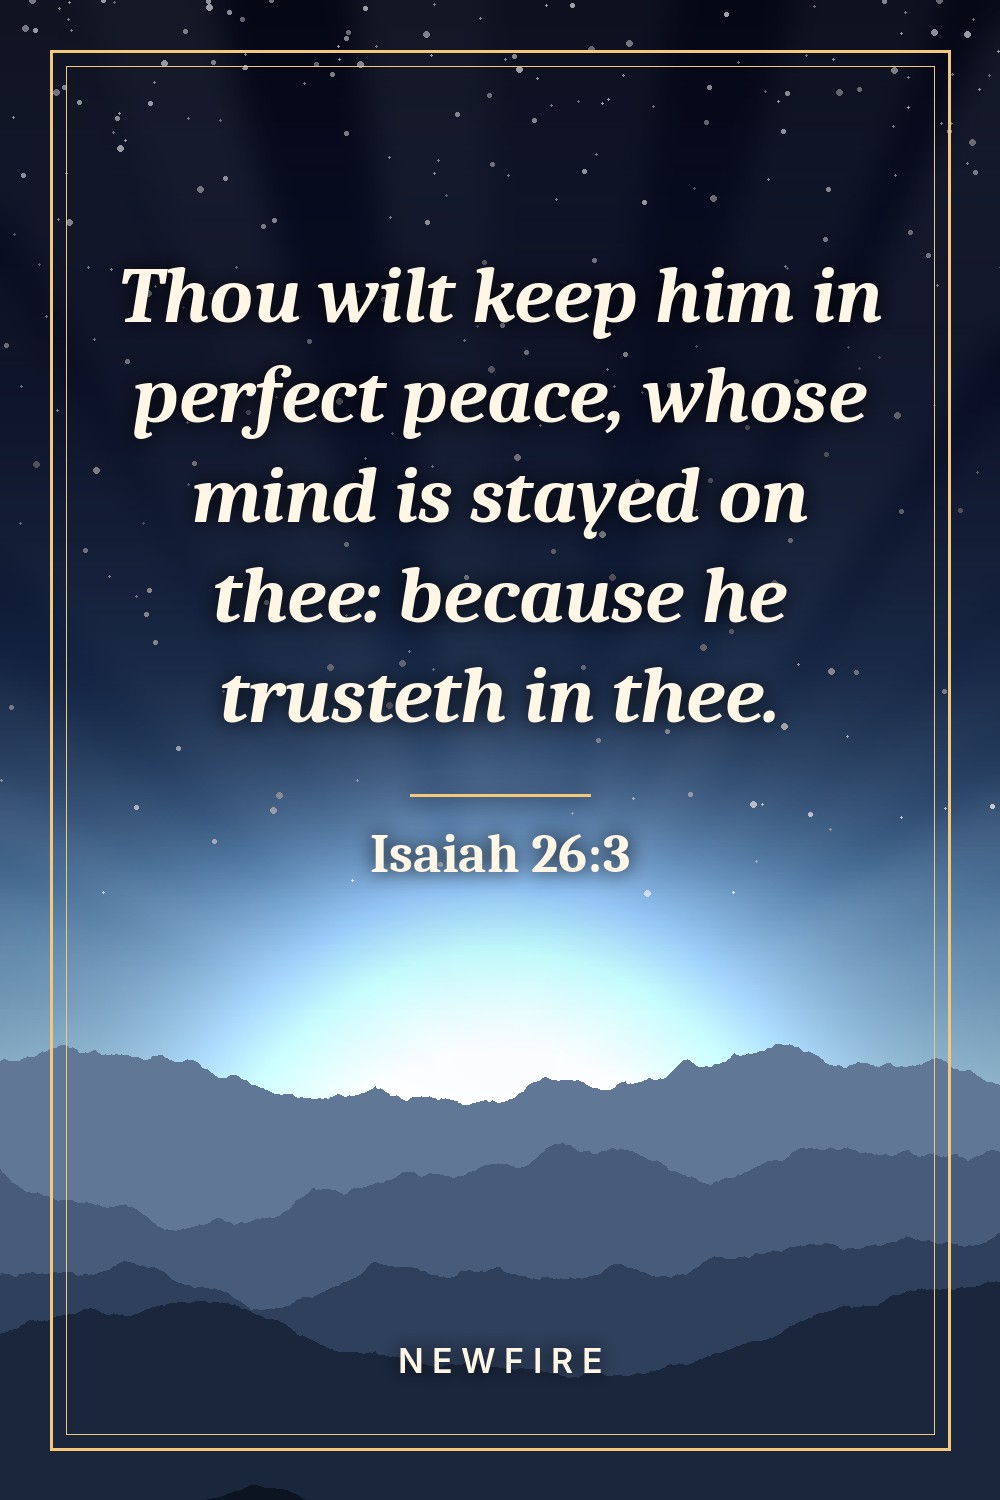 Thou wilt keep him in
perfect peace, whose
mind is stayed on
thee: because he
trusteth in thee.
Isaiah 26:3
NEWFIRE